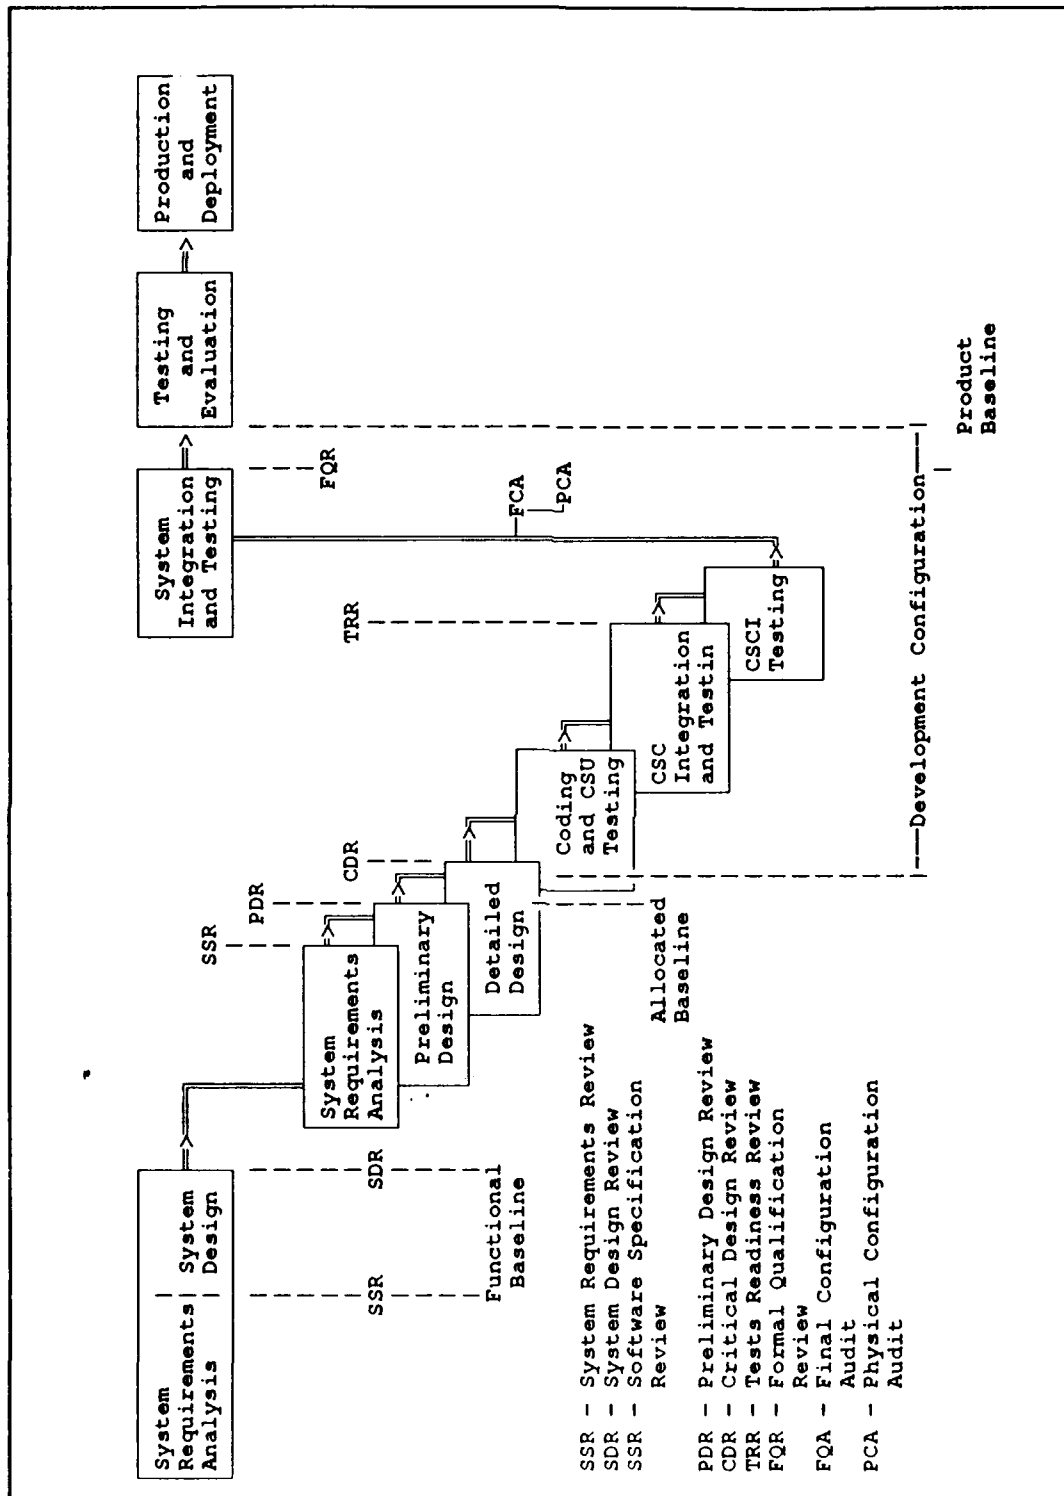 System
Requirements
Analysis
System
Design
Testing
and
Evaluation
Production
and
Deployment
System
Integration
and Testing
SSR
SDR
Functional
Baseline
System
Requirements
Analysis
Preliminary
Design
Detailed
Design
Coding
and CSU
Testing
CSC
Integration
and Testin
CSCI
Testing
SSR
PDR
CDR
TRR
FQR
FCA
PCA
Allocated
Baseline
Development Configuration
Product
Baseline
SSR - System Requirements Review
SDR - System Design Review
SSR - Software Specification
Review
PDR - Preliminary Design Review
CDR - Critical Design Review
TRR - Tests Readiness Review
FQR - Formal Qualification
Review
FQA - Final Configuration
Audit
PCA - Physical Configuration
Audit